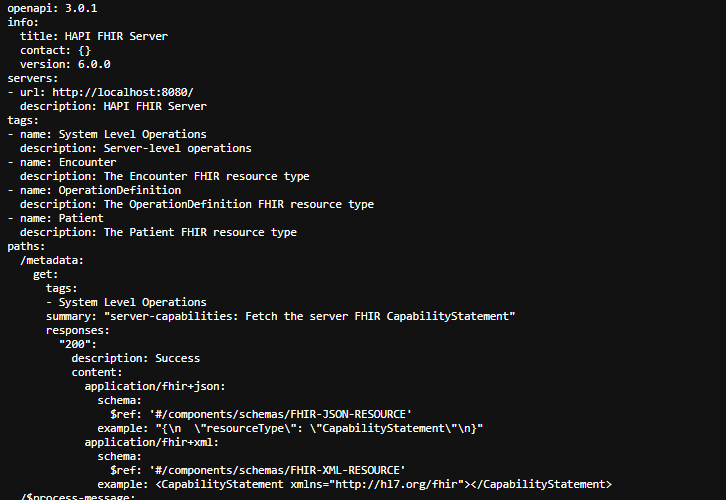 openapi: 3.0.1
info:
  title: HAPI FHIR Server
  contact: {}
  version: 6.0.0
servers:
- url: http://localhost:8080/
  description: HAPI FHIR Server
tags:
- name: System Level Operations
  description: Server-level operations
- name: Encounter
  description: The Encounter FHIR resource type
- name: OperationDefinition
  description: The OperationDefinition FHIR resource type
- name: Patient
  description: The Patient FHIR resource type
paths:
  /metadata:
    get:
      tags:
      - System Level Operations
      summary: "server-capabilities: Fetch the server FHIR CapabilityStatement"
      responses:
        "200":
          description: Success
          content:
            application/fhir+json:
              schema:
                $ref: '#/components/schemas/FHIR-JSON-RESOURCE'
              example: "{\n  \"resourceType\": \"CapabilityStatement\"\n}"
            application/fhir+xml:
              schema:
                $ref: '#/components/schemas/FHIR-XML-RESOURCE'
              example: <CapabilityStatement xmlns="http://hl7.org/fhir"></CapabilityStatement>
  /$process-message: